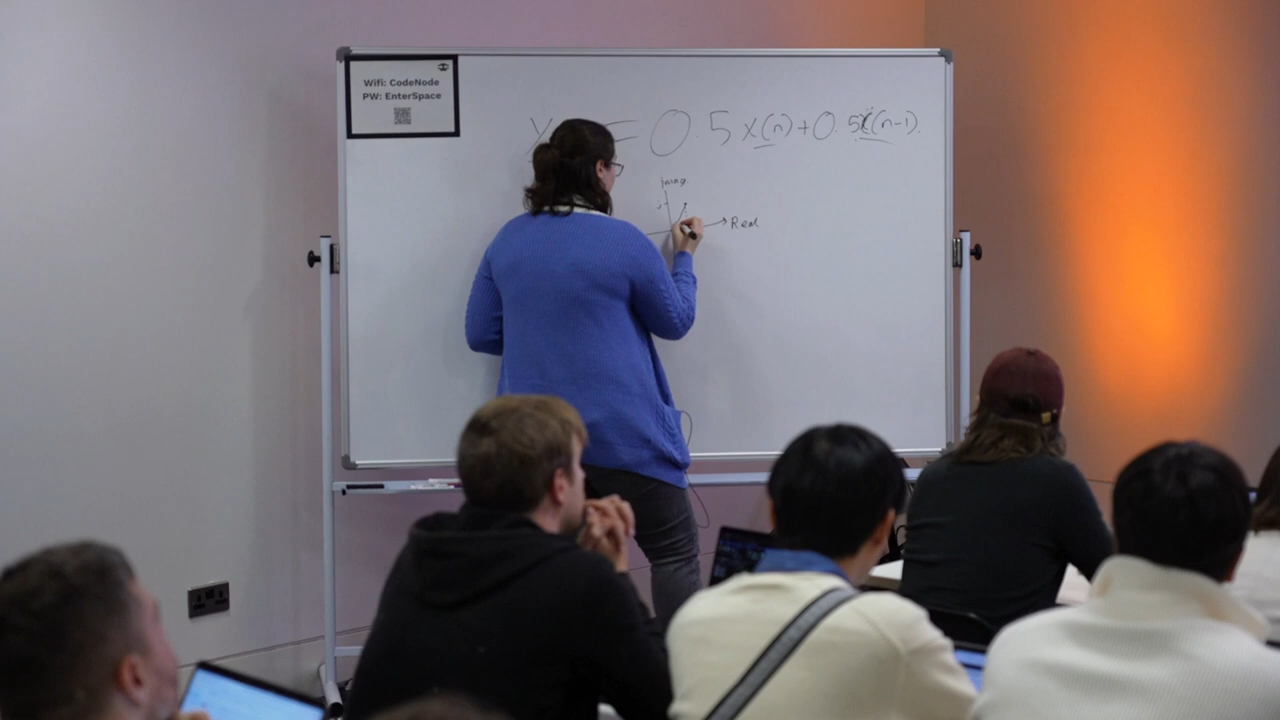 Wifi: CodeNode
PW: EnterSpace
y = 0.5 x(n) + 0.5x(n-1).
Imag
Real